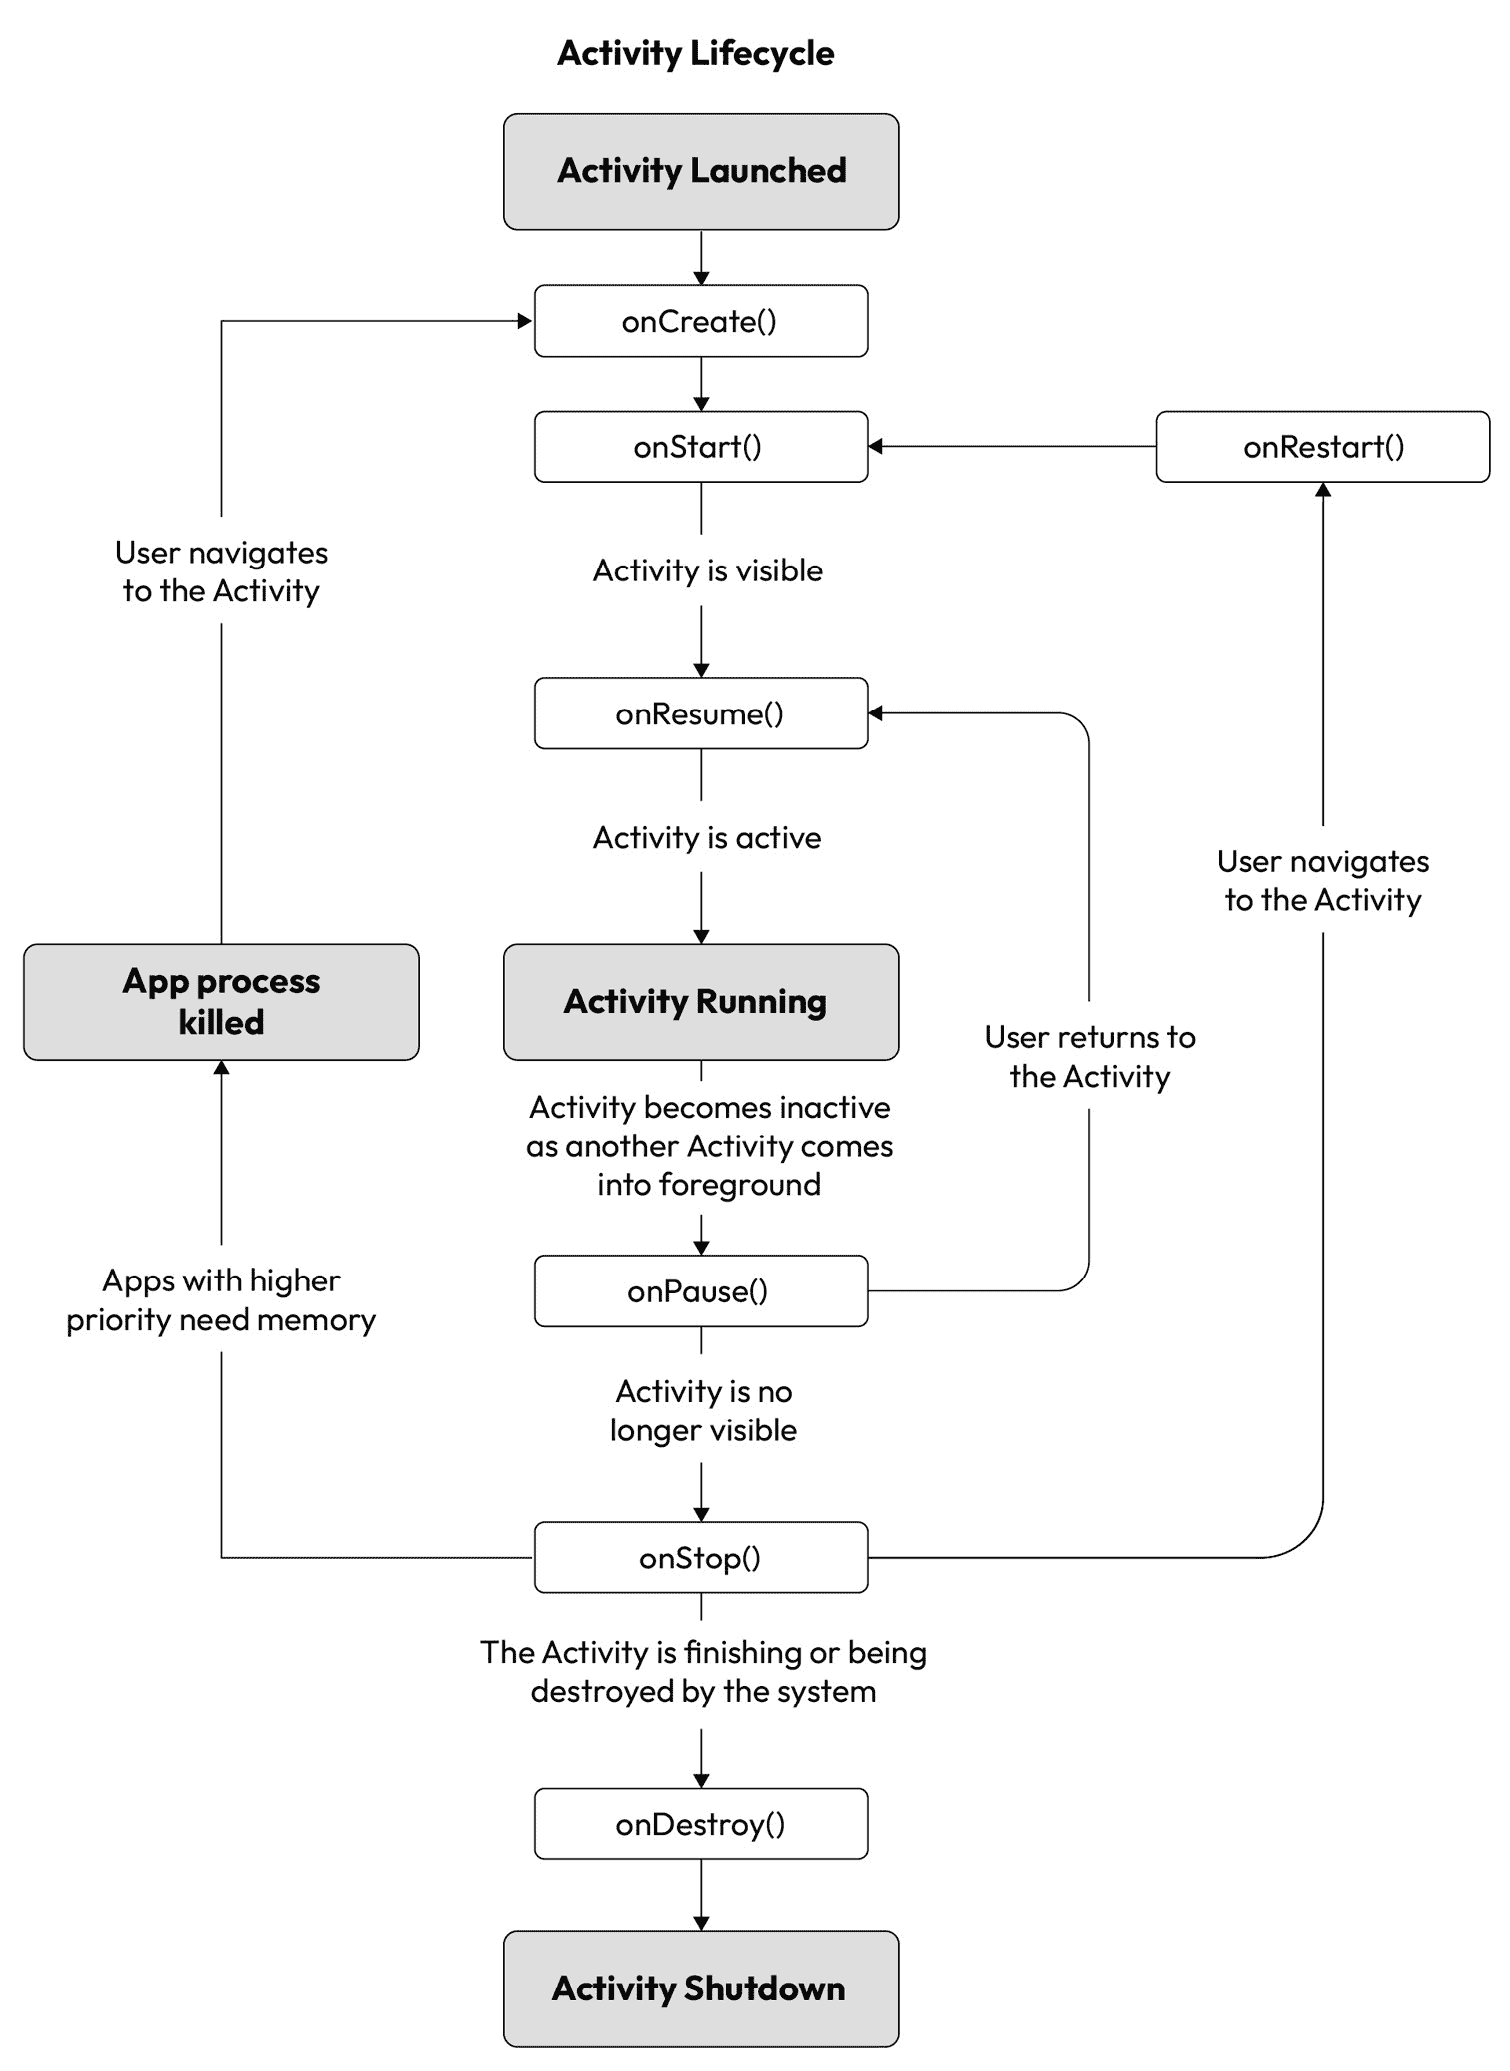 Activity Lifecycle
Activity Launched
onCreate()
onStart()
onRestart()
User navigates
to the Activity
Activity is visible
onResume()
Activity is active
User navigates
to the Activity
App process
killed
Activity Running
User returns to
the Activity
Activity becomes inactive
as another Activity comes
into foreground
Apps with higher
priority need memory
onPause()
Activity is no
longer visible
onStop()
The Activity is finishing or being
destroyed by the system
onDestroy()
Activity Shutdown